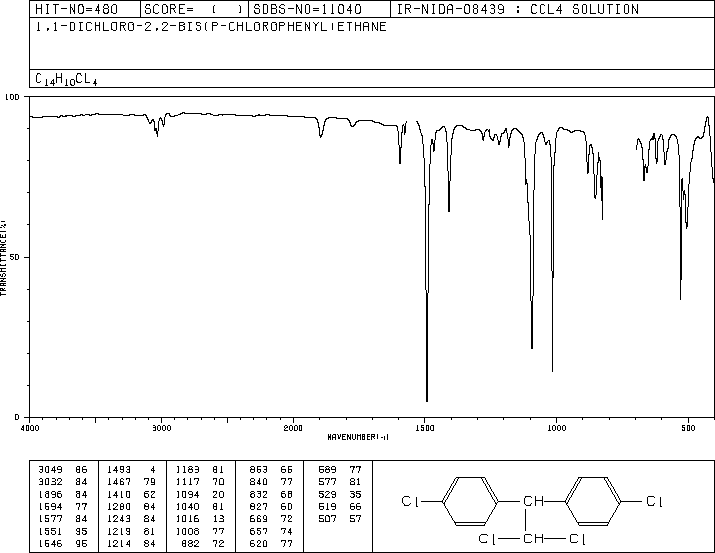 HIT-NO=480 SCORE= ( ) SDBS-NO=11040 IR-NIDA-08439 : CCL4 SOLUTION
1,1-DICHLORO-2,2-BIS(P-CHLOROPHENYL)ETHANE
C14H10CL4
100
50
0
TRANSMITTANCE(%)
4000 3000 2000 1500 1000 500
WAVENUMBER(-1)
3049 86 1493 4 1183 81 853 66 589 77
3032 84 1467 79 1117 70 840 77 577 81
1896 84 1410 62 1094 20 832 68 529 35
1594 77 1280 84 1040 81 827 60 519 66
1577 84 1243 84 1016 13 669 72 507 57
1551 95 1219 81 1008 77 657 74
1546 95 1214 84 882 72 620 77
Cl CH Cl
Cl CH Cl